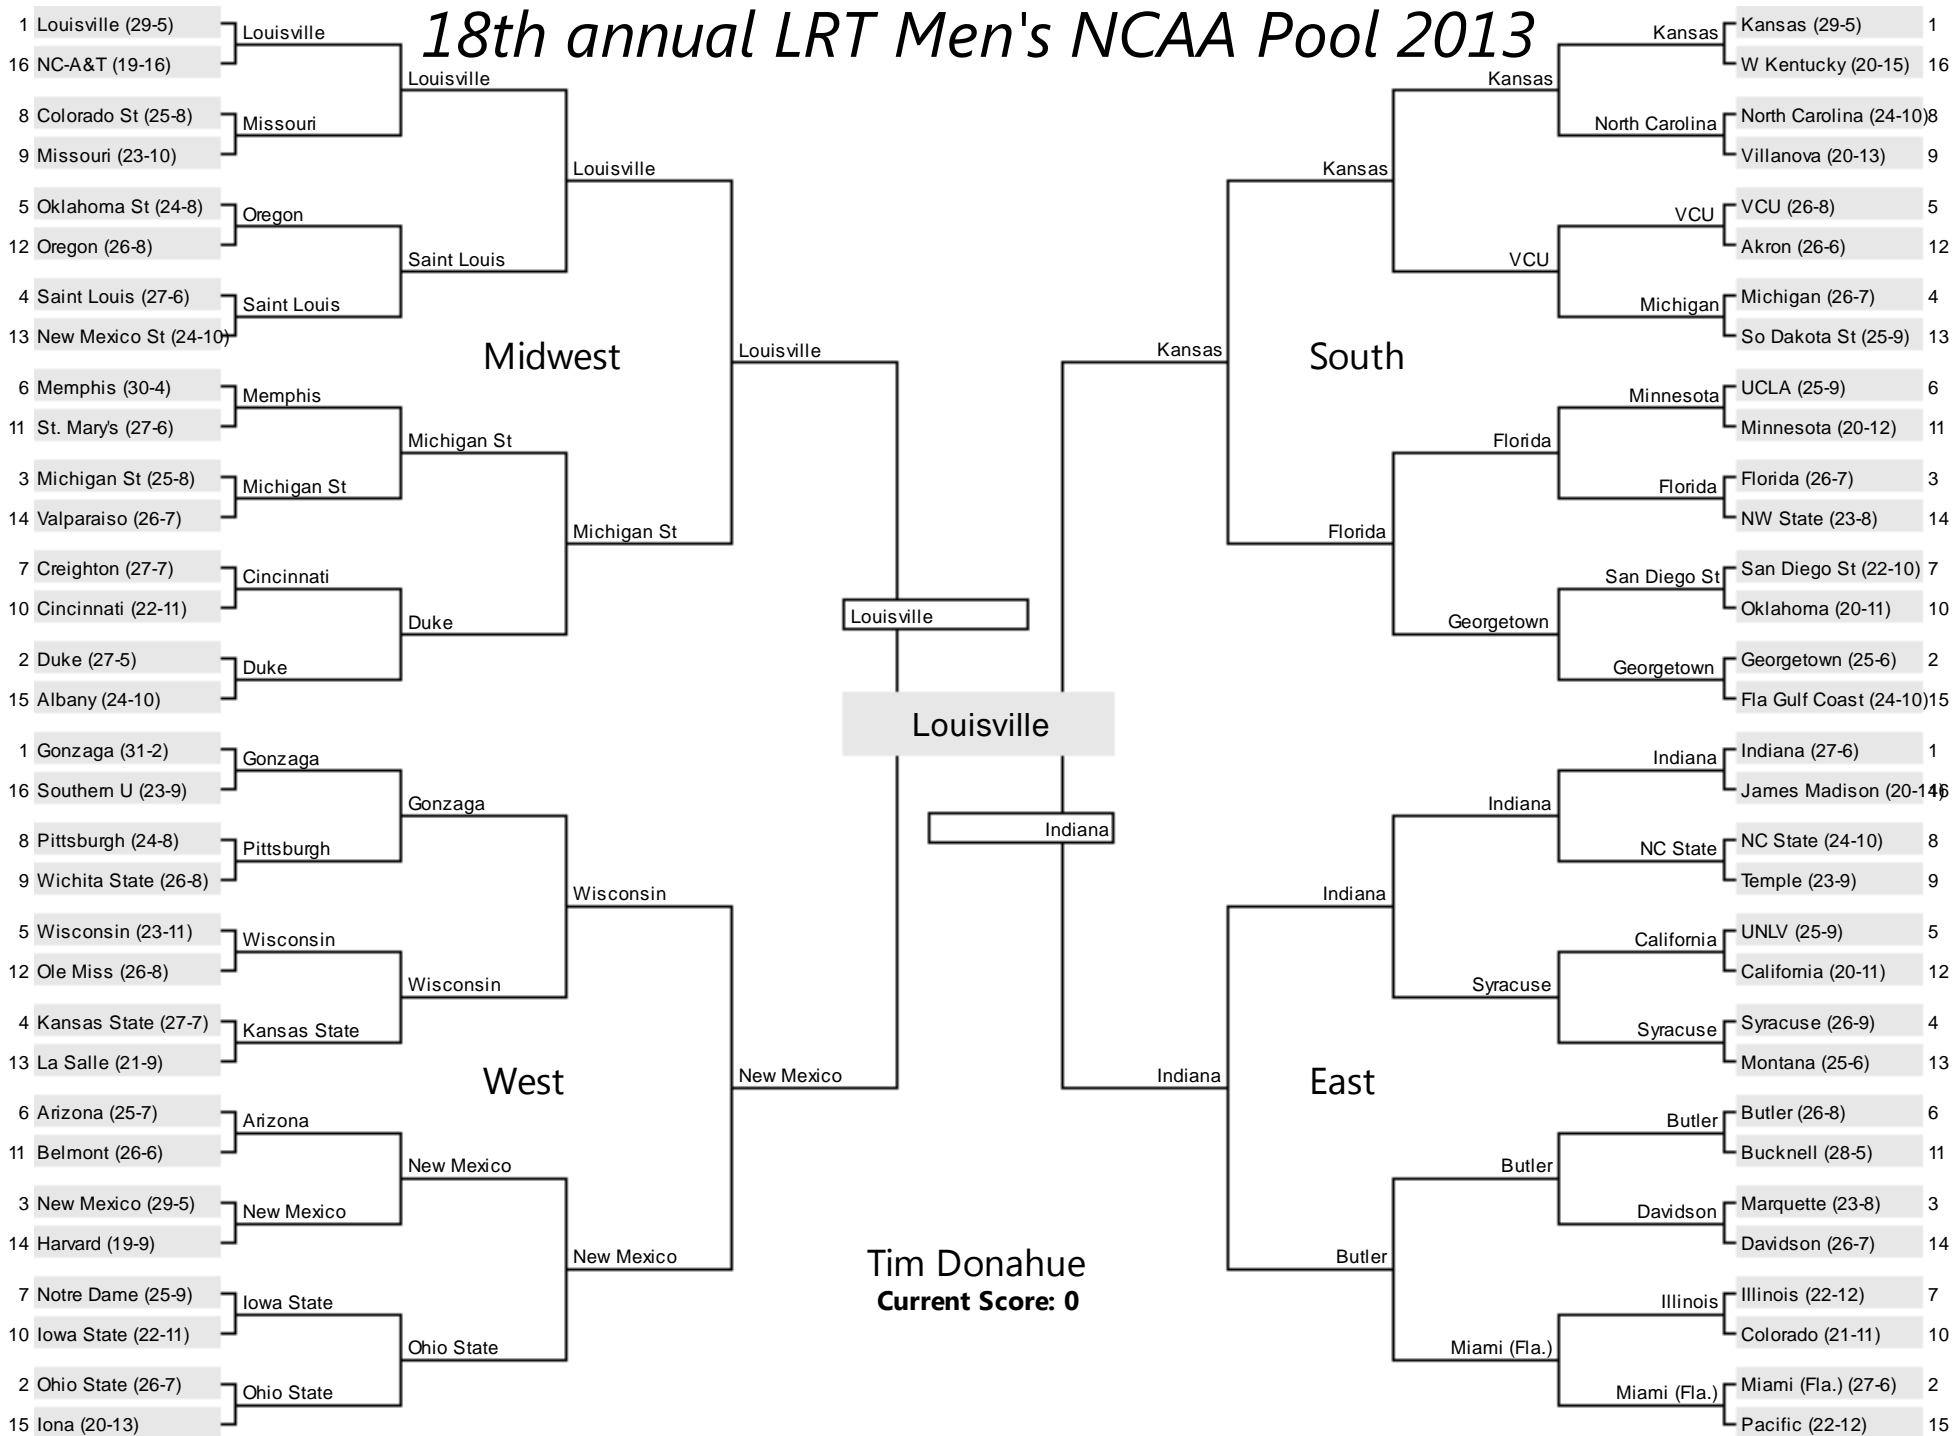 18th annual LRT Men's NCAA Pool 2013
1 Louisville (29-5)
16 NC-A&T (19-16)
8 Colorado St (25-8)
9 Missouri (23-10)
5 Oklahoma St (24-8)
12 Oregon (26-8)
4 Saint Louis (27-6)
13 New Mexico St (24-10)
6 Memphis (30-4)
11 St. Mary's (27-6)
3 Michigan St (25-8)
14 Valparaiso (26-7)
7 Creighton (27-7)
10 Cincinnati (22-11)
2 Duke (27-5)
15 Albany (24-10)
Louisville
Missouri
Oregon
Saint Louis
Memphis
Michigan St
Cincinnati
Duke
Louisville
Saint Louis
Michigan St
Duke
Louisville
Michigan St
Midwest
Louisville
1 Gonzaga (31-2)
16 Southern U (23-9)
8 Pittsburgh (24-8)
9 Wichita State (26-8)
5 Wisconsin (23-11)
12 Ole Miss (26-8)
4 Kansas State (27-7)
13 La Salle (21-9)
6 Arizona (25-7)
11 Belmont (26-6)
3 New Mexico (29-5)
14 Harvard (19-9)
7 Notre Dame (25-9)
10 Iowa State (22-11)
2 Ohio State (26-7)
15 Iona (20-13)
Gonzaga
Pittsburgh
Wisconsin
Kansas State
Arizona
New Mexico
Iowa State
Ohio State
Gonzaga
Wisconsin
New Mexico
Ohio State
Wisconsin
New Mexico
West
New Mexico
Louisville
Louisville
Indiana
Tim Donahue
Current Score: 0
Kansas (29-5) 1
W Kentucky (20-15) 16
North Carolina (24-10) 8
Villanova (20-13) 9
VCU (26-8) 5
Akron (26-6) 12
Michigan (26-7) 4
So Dakota St (25-9) 13
UCLA (25-9) 6
Minnesota (20-12) 11
Florida (26-7) 3
NW State (23-8) 14
San Diego St (22-10) 7
Oklahoma (20-11) 10
Georgetown (25-6) 2
Fla Gulf Coast (24-10) 15
Kansas
North Carolina
VCU
Michigan
Minnesota
Florida
San Diego St
Georgetown
Kansas
VCU
Florida
Georgetown
Kansas
Florida
South
Kansas
Indiana (27-6) 1
James Madison (20-14) 16
NC State (24-10) 8
Temple (23-9) 9
UNLV (25-9) 5
California (20-11) 12
Syracuse (26-9) 4
Montana (25-6) 13
Butler (26-8) 6
Bucknell (28-5) 11
Marquette (23-8) 3
Davidson (26-7) 14
Illinois (22-12) 7
Colorado (21-11) 10
Miami (Fla.) (27-6) 2
Pacific (22-12) 15
Indiana
NC State
California
Syracuse
Butler
Davidson
Illinois
Miami (Fla.)
Indiana
Syracuse
Butler
Miami (Fla.)
Indiana
Butler
East
Indiana